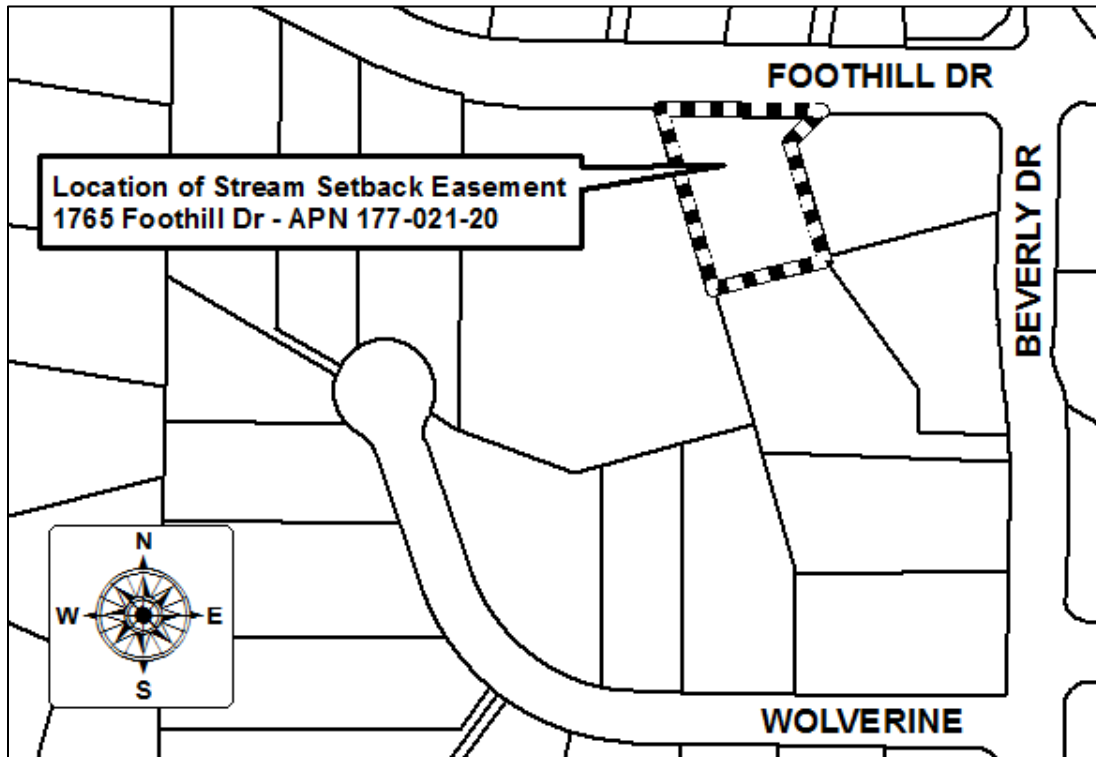 FOOTHILL DR
BEVERLY DR
Location of Stream Setback Easement
1765 Foothill Dr - APN 177-021-20
N
W
E
S
WOLVERINE